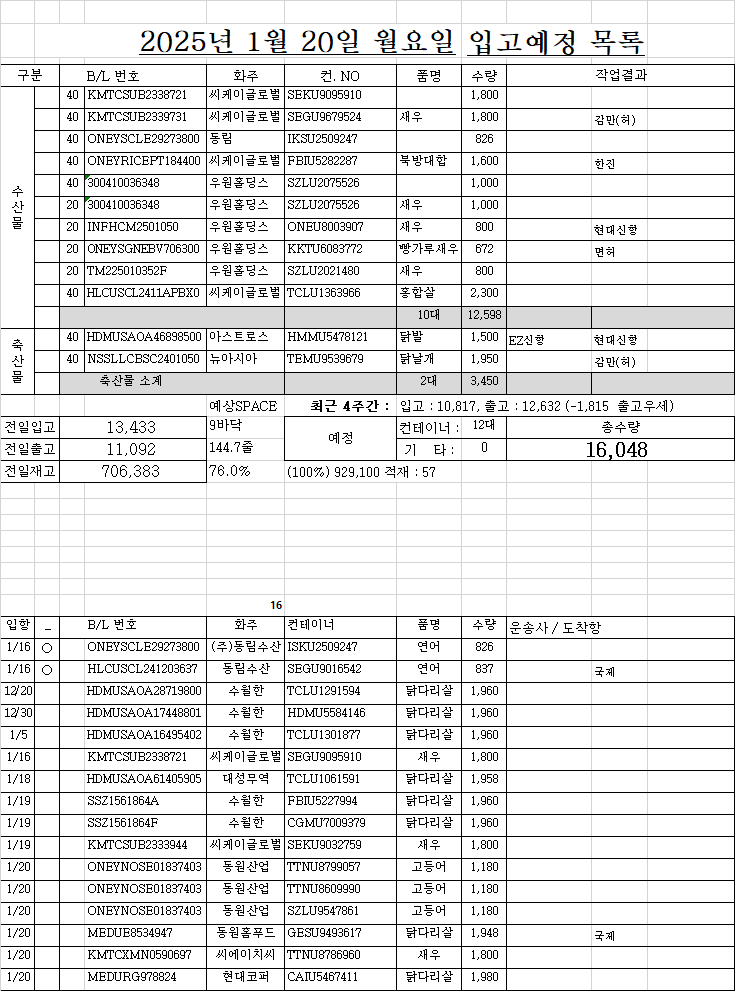 2025년 1월 20일 월요일 입고예정 목록
구분 B/L 번호 화주 컨. NO 품명 수량 작업결과
수산물
40 KMTCSUB2338721 씨케이글로벌 SEKU9095910 1,800
40 KMTCSUB2339731 씨케이글로벌 SEGU9679524 새우 1,800 감만(허)
40 ONEYSCLE29273800 동림 IKSU2509247 826
40 ONEYRICEPT184400 씨케이글로벌 FBIU5282287 북방대합 1,600 한진
40 300410036348 우원홀딩스 SZLU2075526 1,000
20 300410036348 우원홀딩스 SZLU2075526 새우 1,000
20 INFHCM2501050 우원홀딩스 ONEU8003907 새우 800 현대신항
20 ONEYSGNEBV706300 우원홀딩스 KKTU6083772 빵가루새우 672 면허
20 TM225010352F 우원홀딩스 SZLU2021480 새우 800
40 HLCUSCL2411APBX0 씨케이글로벌 TCLU1363966 홍합살 2,300
10대 12,598
축산물
40 HDMUSAOA46898500 아스트로스 HMMU5478121 닭발 1,500 EZ신항 현대신항
40 NSSLLCBSC2401050 뉴아시아 TEMU9539679 닭날개 1,950 감만(허)
축산물 소계 2대 3,450
예상SPACE 최근 4주간 : 입고 : 10,817, 출고 : 12,632 (-1,815 출고우세)
전일입고 13,433 9바닥 예정 컨테이너 : 12대 총수량
전일출고 11,092 144.7줄 기 타 : 0 16,048
전일재고 706,383 76.0% (100%) 929,100 적재 : 57
16
입항 _ B/L 번호 화주 컨테이너 품명 수량 운송사 / 도착항
1/16 ○ ONEYSCLE29273800 (주)동림수산 ISKU2509247 연어 826
1/16 ○ HLCUSCL241203637 동림수산 SEGU9016542 연어 837 국제
12/20 HDMUSAOA28719800 수월한 TCLU1291594 닭다리살 1,960
12/30 HDMUSAOA17448801 수월한 HDMU5584146 닭다리살 1,960
1/5 HDMUSAOA16495402 수월한 TCLU1301877 닭다리살 1,960
1/16 KMTCSUB2338721 씨케이글로벌 SEGU9095910 새우 1,800
1/18 HDMUSAOA61405905 대성무역 TCLU1061591 닭다리살 1,958
1/19 SSZ1561864A 수월한 FBIU5227994 닭다리살 1,960
1/19 SSZ1561864F 수월한 CGMU7009379 닭다리살 1,960
1/19 KMTCSUB2333944 씨케이글로벌 SEKU9032759 새우 1,800
1/20 ONEYNOSE01837403 동원산업 TTNU8799057 고등어 1,180
1/20 ONEYNOSE01837403 동원산업 TTNU8609990 고등어 1,180
1/20 ONEYNOSE01837403 동원산업 SZLU9547861 고등어 1,180
1/20 MEDUE8534947 동원홈푸드 GESU9493617 닭다리살 1,948 국제
1/20 KMTCXMN0590697 씨에이치씨 TTNU8786960 새우 1,800
1/20 MEDURG978824 현대코퍼 CAIU5467411 닭다리살 1,980